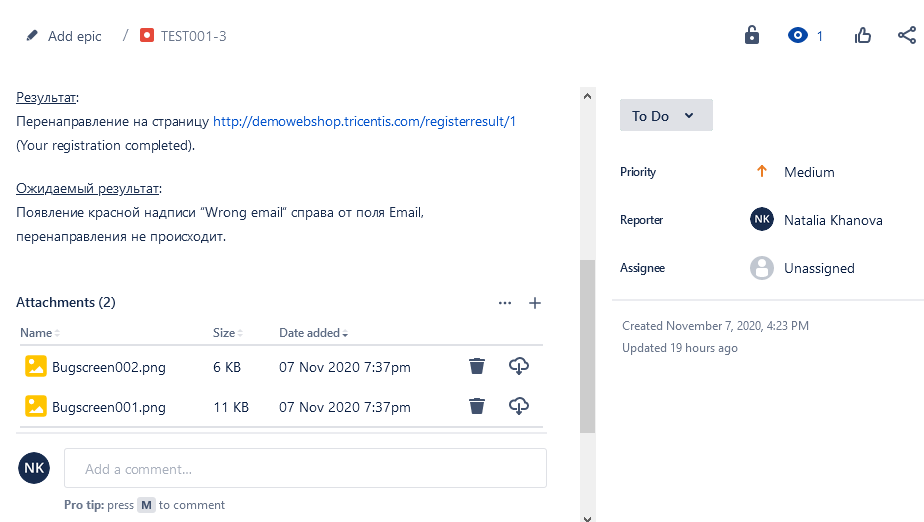 Add epic / TEST001-3
1
Результат:
Перенаправление на страницу http://demowebshop.tricentis.com/registerresult/1
(Your registration completed).
Ожидаемый результат:
Появление красной надписи “Wrong email“ справа от поля Email,
перенаправления не происходит.
Attachments (2)
Name Size Date added
Bugscreen002.png 6 KB 07 Nov 2020 7:37pm
Bugscreen001.png 11 KB 07 Nov 2020 7:37pm
NK Add a comment...
Pro tip: press M to comment
To Do
Priority Medium
Reporter NK Natalia Khanova
Assignee Unassigned
Created November 7, 2020, 4:23 PM
Updated 19 hours ago